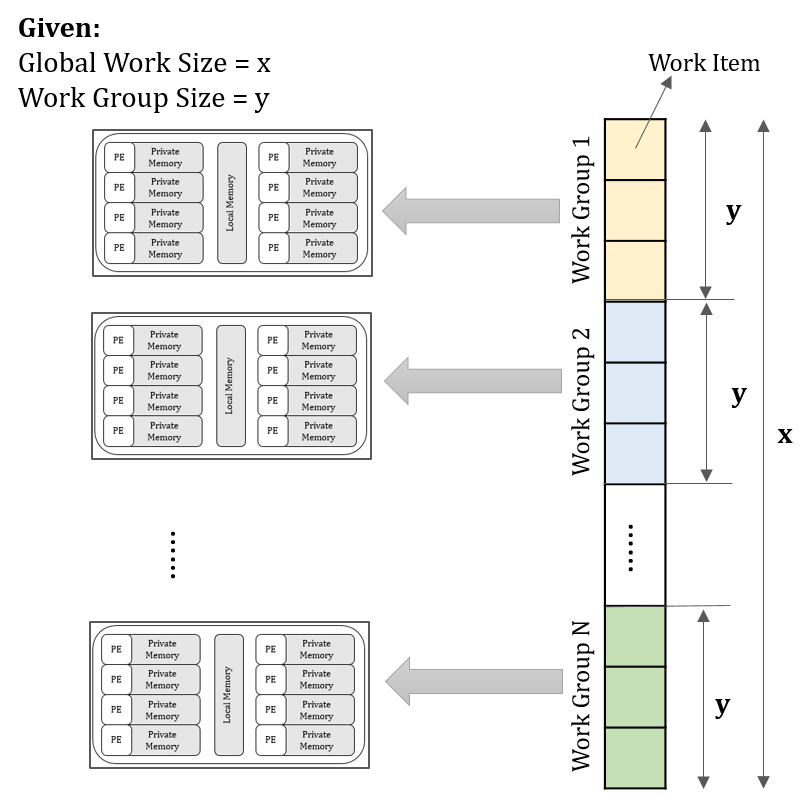 Given:
Global Work Size = x
Work Group Size = y
Work Item
PE
Private
Memory
PE
Private
Memory
PE
Private
Memory
PE
Private
Memory
Local Memory
PE
Private
Memory
PE
Private
Memory
PE
Private
Memory
PE
Private
Memory
Work Group 1
y
PE
Private
Memory
PE
Private
Memory
PE
Private
Memory
PE
Private
Memory
Local Memory
PE
Private
Memory
PE
Private
Memory
PE
Private
Memory
PE
Private
Memory
Work Group 2
y
x
PE
Private
Memory
PE
Private
Memory
PE
Private
Memory
PE
Private
Memory
Local Memory
PE
Private
Memory
PE
Private
Memory
PE
Private
Memory
PE
Private
Memory
Work Group N
y